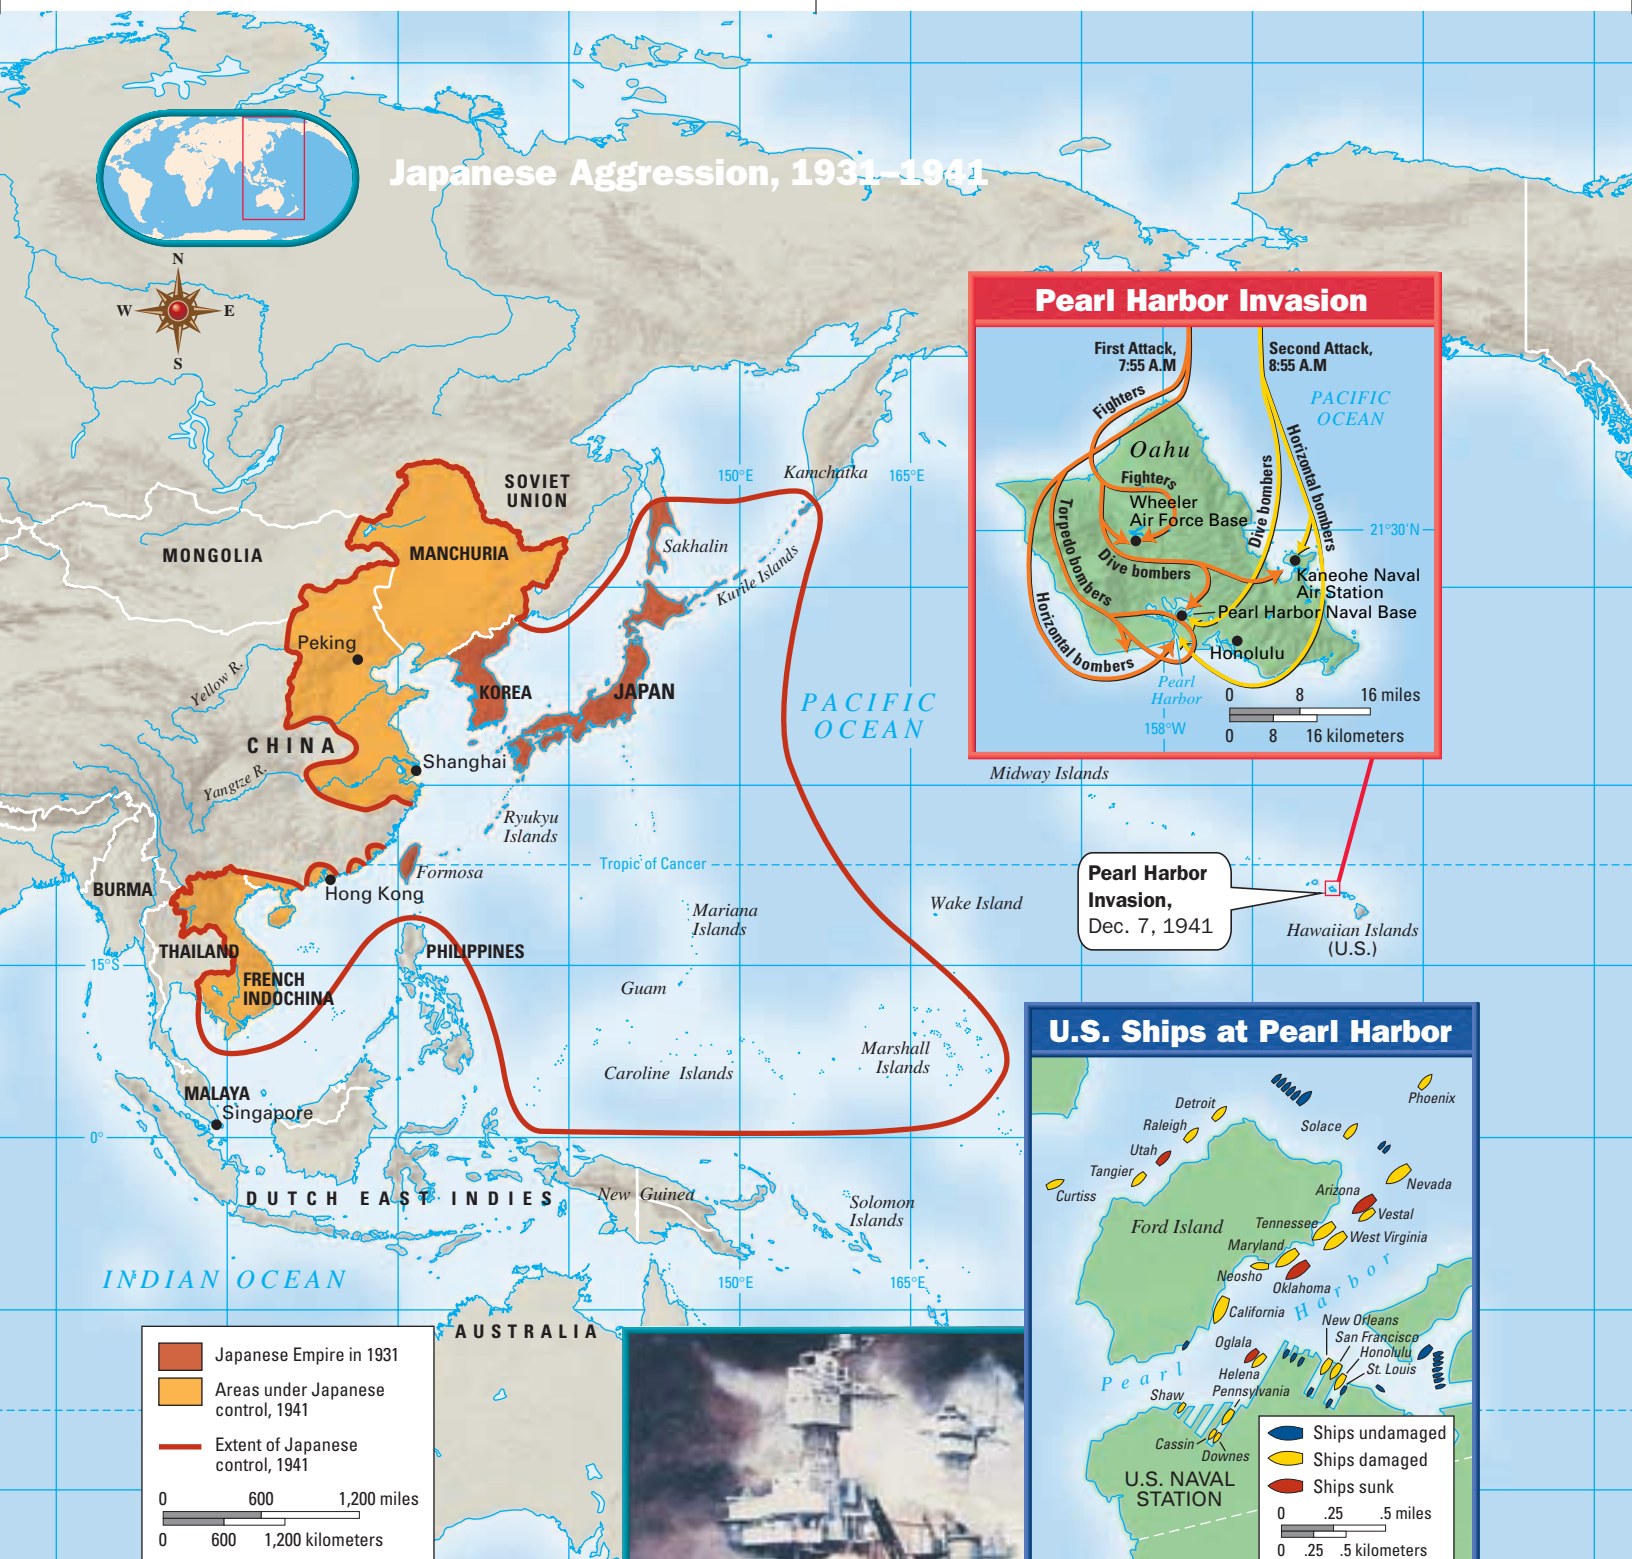 Japanese Aggression, 1931–1941
N
W
E
S
SOVIET
UNION
MONGOLIA
MANCHURIA
Peking
Yellow R.
CHINA
Yangtze R.
Shanghai
KOREA
JAPAN
Sakhalin
Kamchatka
Kurile Islands
150°E
165°E
PACIFIC
OCEAN
Ryukyu
Islands
Formosa
Tropic of Cancer
Hong Kong
BURMA
THAILAND
FRENCH
INDOCHINA
PHILIPPINES
15°S
0°
Mariana
Islands
Guam
Wake Island
Midway Islands
Caroline Islands
Marshall
Islands
MALAYA
Singapore
DUTCH EAST INDIES
New Guinea
Solomon
Islands
INDIAN OCEAN
150°E
165°E
AUSTRALIA
Pearl Harbor
Invasion,
Dec. 7, 1941
Hawaiian Islands
(U.S.)
Pearl Harbor Invasion
First Attack,
7:55 A.M
Second Attack,
8:55 A.M
PACIFIC
OCEAN
Fighters
Oahu
Fighters
Wheeler
Air Force Base
Torpedo bombers
Dive bombers
Horizontal bombers
Dive bombers
Horizontal bombers
21°30'N
Kaneohe Naval
Air Station
Pearl Harbor Naval Base
Honolulu
Pearl
Harbor
158°W
0 8 16 miles
0 8 16 kilometers
U.S. Ships at Pearl Harbor
Phoenix
Detroit
Raleigh
Solace
Utah
Tangier
Curtiss
Nevada
Arizona
Vestal
Ford Island
Tennessee
West Virginia
Maryland
Neosho
Oklahoma
California
Pearl Harbor
New Orleans
San Francisco
Honolulu
St. Louis
Oglala
Helena
Pennsylvania
Shaw
Cassin
Downes
U.S. NAVAL
STATION
Ships undamaged
Ships damaged
Ships sunk
0 .25 .5 miles
0 .25 .5 kilometers
Japanese Empire in 1931
Areas under Japanese
control, 1941
Extent of Japanese
control, 1941
0 600 1,200 miles
0 600 1,200 kilometers